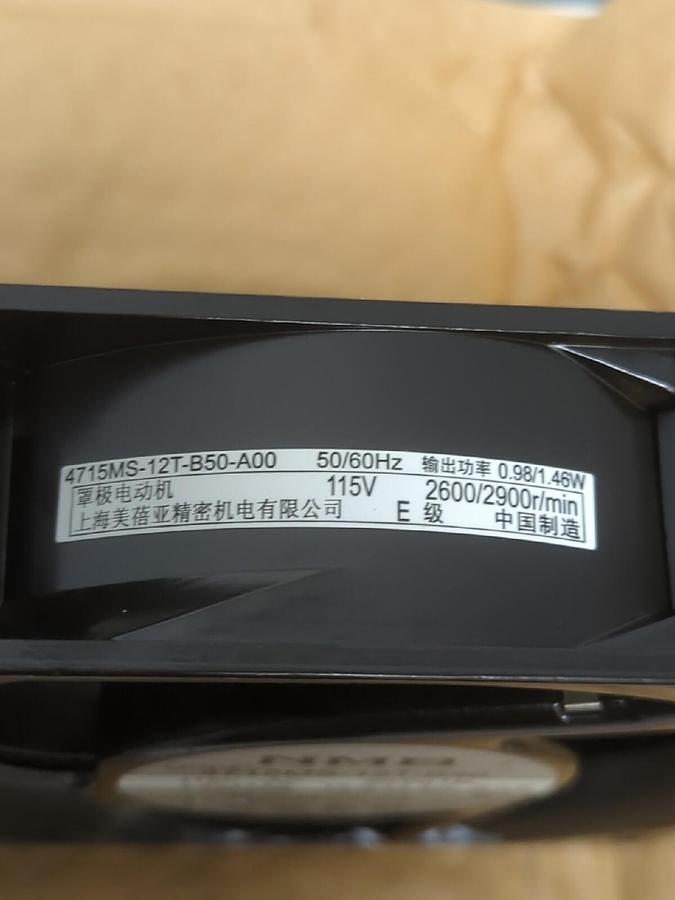 4715MS-12T-B50-A00 50/60Hz 输出功率 0.98/1.46W
罩极电动机 115V 2600/2900r/min
上海美蓓亚精密机电有限公司 E 级 中国制造
NMB